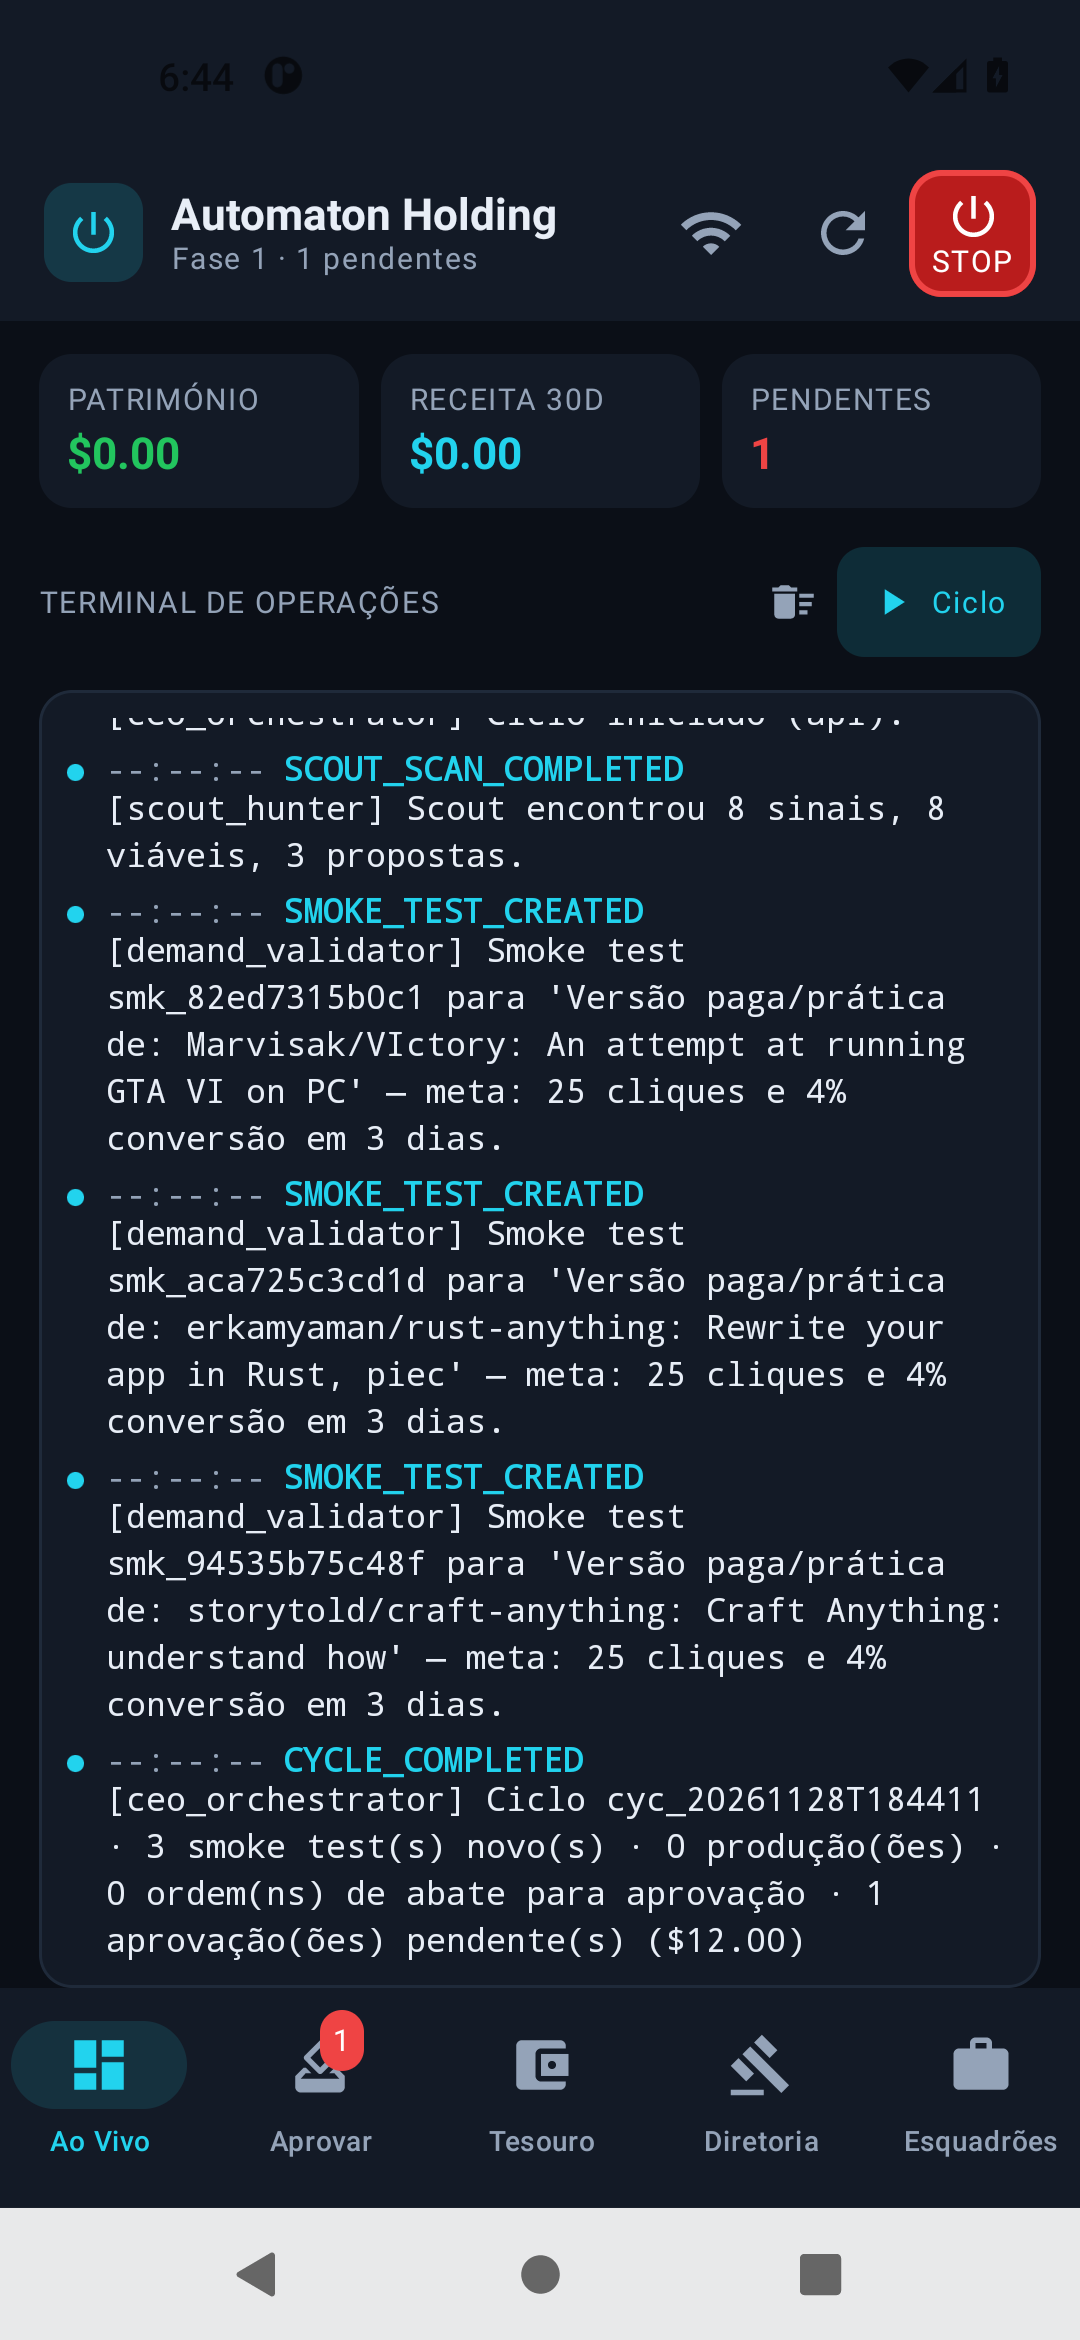 6:44
Automaton Holding
Fase 1 · 1 pendentes
STOP
PATRIMÓNIO
$0.00
RECEITA 30D
$0.00
PENDENTES
1
TERMINAL DE OPERAÇÕES
Ciclo
[ceo_orchestrator] Ciclo iniciado (api).
--:--:-- SCOUT_SCAN_COMPLETED
[scout_hunter] Scout encontrou 8 sinais, 8
viáveis, 3 propostas.
--:--:-- SMOKE_TEST_CREATED
[demand_validator] Smoke test
smk_82ed7315b0c1 para 'Versão paga/prática
de: Marvisak/VIctory: An attempt at running
GTA VI on PC' — meta: 25 cliques e 4%
conversão em 3 dias.
--:--:-- SMOKE_TEST_CREATED
[demand_validator] Smoke test
smk_aca725c3cd1d para 'Versão paga/prática
de: erkamyaman/rust-anything: Rewrite your
app in Rust, piec' — meta: 25 cliques e 4%
conversão em 3 dias.
--:--:-- SMOKE_TEST_CREATED
[demand_validator] Smoke test
smk_94535b75c48f para 'Versão paga/prática
de: storytold/craft-anything: Craft Anything:
understand how' — meta: 25 cliques e 4%
conversão em 3 dias.
--:--:-- CYCLE_COMPLETED
[ceo_orchestrator] Ciclo cyc_20261128T184411
· 3 smoke test(s) novo(s) · 0 produção(ões) ·
0 ordem(ns) de abate para aprovação · 1
aprovação(ões) pendente(s) ($12.00)
1
Ao Vivo
Aprovar
Tesouro
Diretoria
Esquadrões